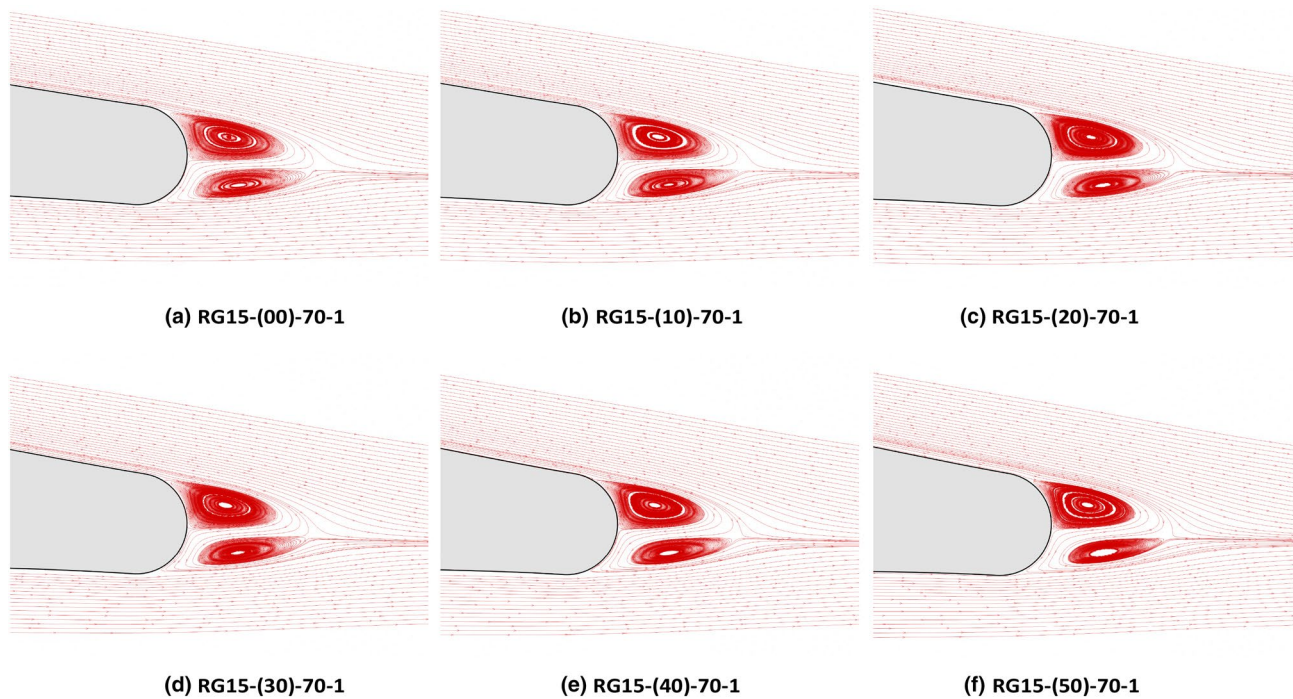 (a) RG15-(00)-70-1
(b) RG15-(10)-70-1
(c) RG15-(20)-70-1
(d) RG15-(30)-70-1
(e) RG15-(40)-70-1
(f) RG15-(50)-70-1